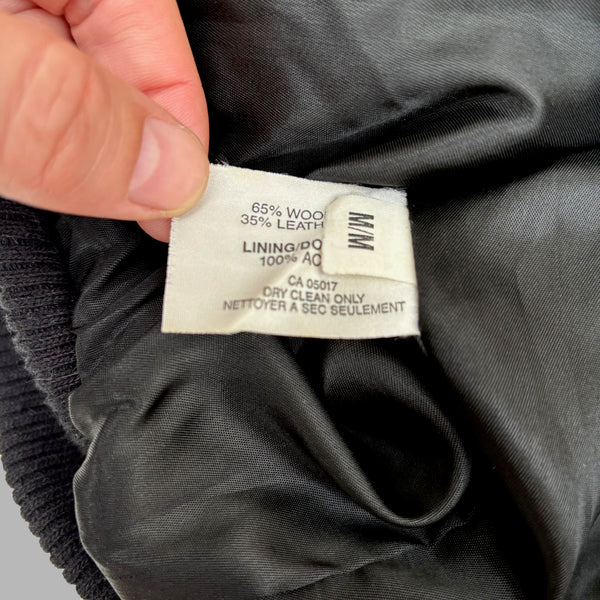 65% WOO
35% LEATH
LINING/DO
100% AC
CA 05017
DRY CLEAN ONLY
NETTOYER A SEC SEULEMENT
M/M